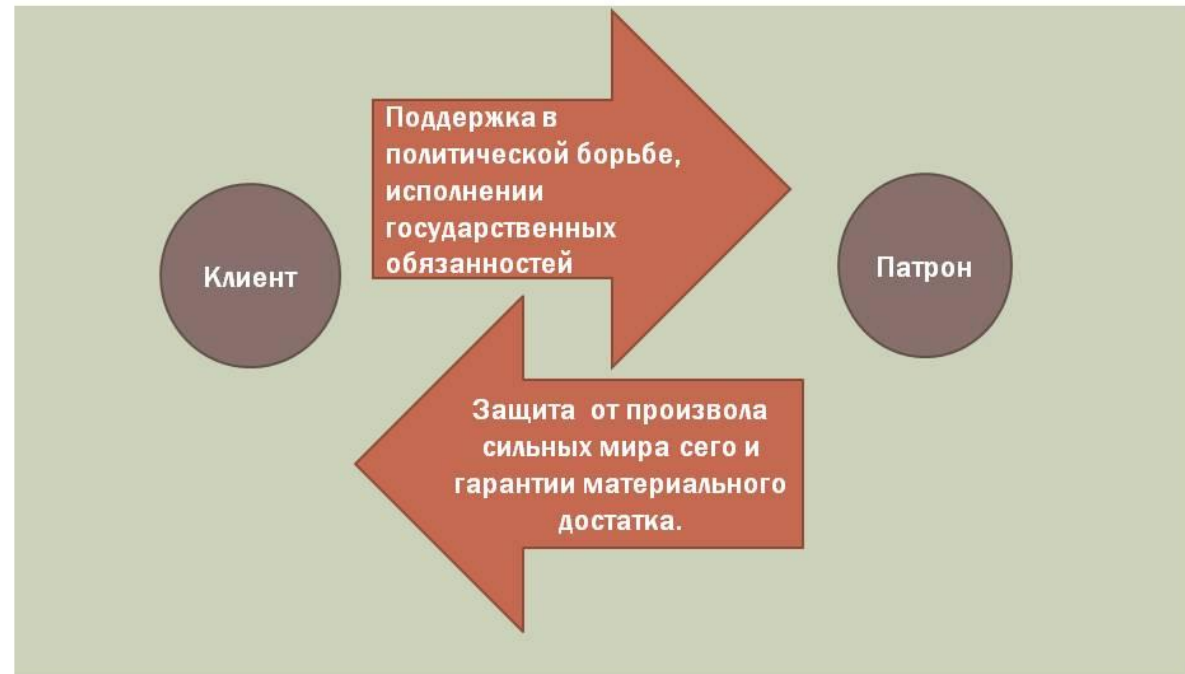 Поддержка в
политической борьбе,
исполнении
государственных
обязанностей
Клиент
Патрон
Защита от произвола
сильных мира сего и
гарантии материального
достатка.